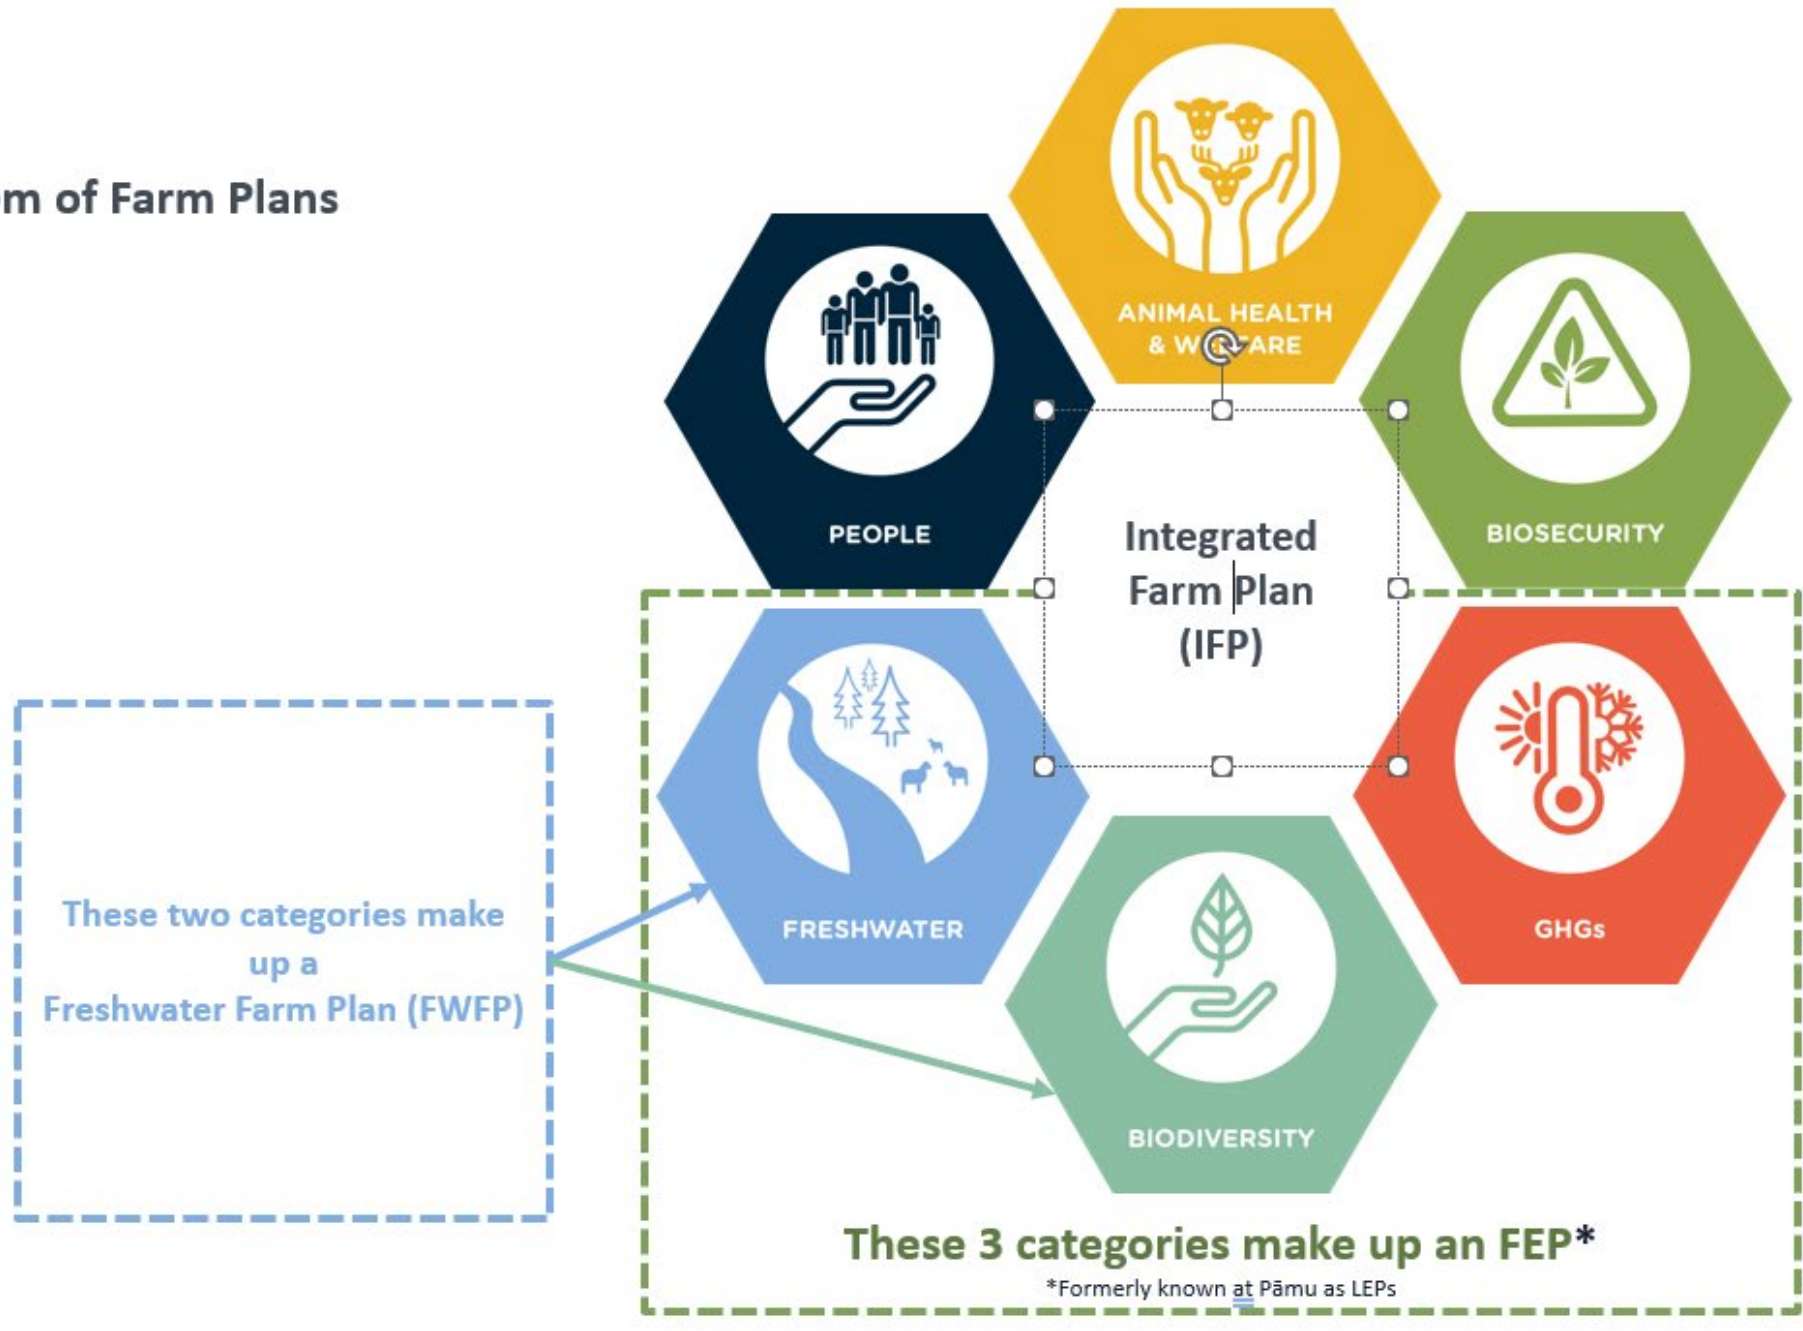 m of Farm Plans
ANIMAL HEALTH
& WELFARE
PEOPLE
BIOSECURITY
Integrated
Farm Plan
(IFP)
These two categories make
up a
Freshwater Farm Plan (FWFP)
FRESHWATER
GHGs
BIODIVERSITY
These 3 categories make up an FEP*
*Formerly known at Pāmu as LEPs